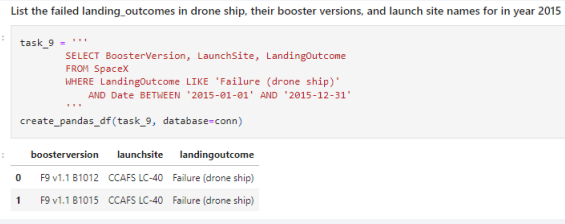 List the failed landing_outcomes in drone ship, their booster versions, and launch site names for in year 2015
: task_9 = '''
SELECT BoosterVersion, LaunchSite, LandingOutcome
FROM SpaceX
WHERE LandingOutcome LIKE 'Failure (drone ship)'
AND Date BETWEEN '2015-01-01' AND '2015-12-31'
'''
create_pandas_df(task_9, database=conn)
: boosterversion launchsite landingoutcome
0 F9 v1.1 B1012 CCAFS LC-40 Failure (drone ship)
1 F9 v1.1 B1015 CCAFS LC-40 Failure (drone ship)